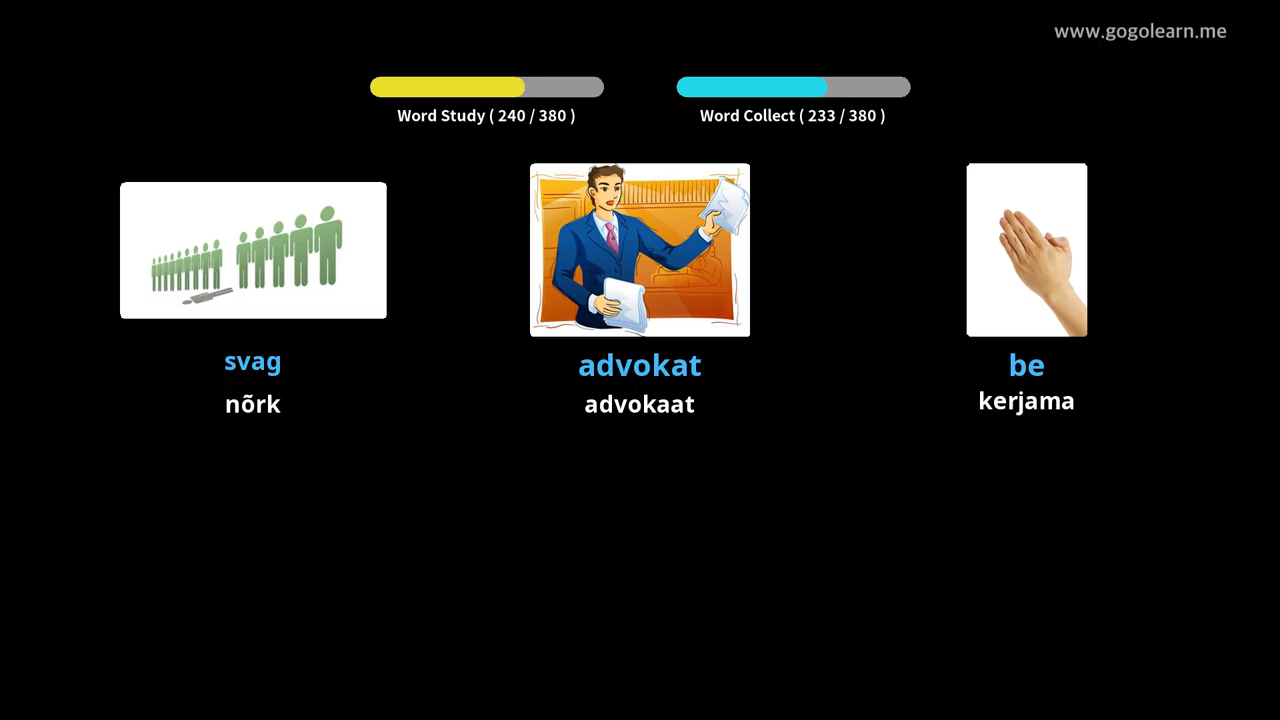 www.gogolearn.me
Word Study ( 240 / 380 )
Word Collect ( 233 / 380 )
svag
advokat
be
nõrk
advokaat
kerjama